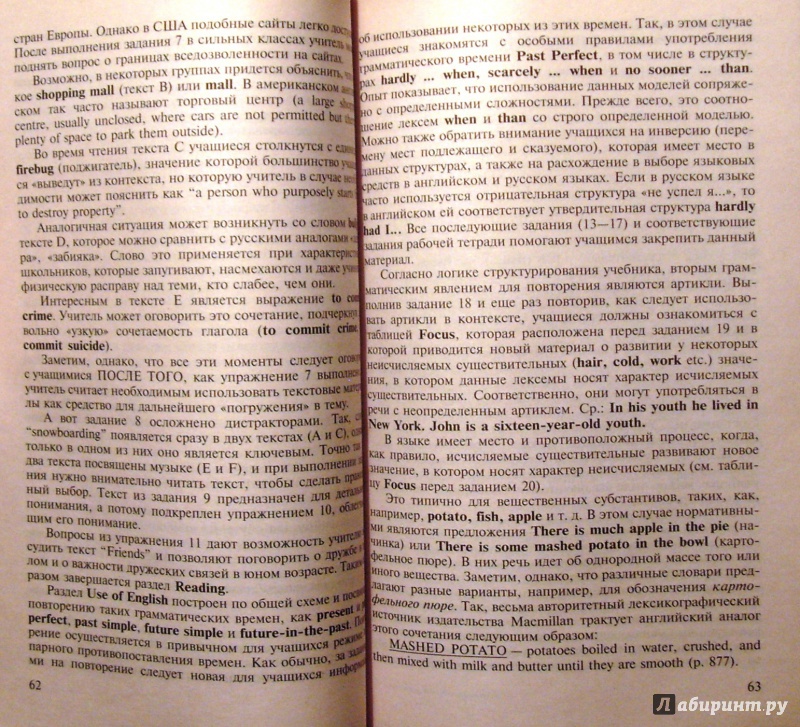 стран Европы. Однако в США подобные сайты легко
После выполнения задания 7 в сильных классах учитель
поднять вопрос о границах вседозволенности на сайтах.
Возможно, в некоторых группах придется объяснить,
кое shopping mall (текст B) или mall. В американском
ском так часто называют торговый центр (a large
centre, usually unclosed, where cars are not permitted but
plenty of space to park them outside).
Во время чтения текста C учащиеся столкнутся с
firebug (поджигатель), значение которой большинство
ся «выведут» из контекста, но которую учитель в случае
димости может пояснить как “a person who purposely
to destroy property”.
Аналогичная ситуация может возникнуть со словом
тексте D, которое можно сравнить с русскими аналогами
ра», «забияка». Слово это применяется при
школьников, которые запугивают, насмехаются и даже
физическую расправу над теми, кто слабее, чем они.
Интересным в тексте E является выражение to
crime. Учитель может оговорить это сочетание,
вольно «узкую» сочетаемость глагола (to commit crime,
commit suicide).
Заметим, однако, что все эти моменты следует
с учащимися ПОСЛЕ ТОГО, как упражнение 7
учитель считает необходимым использовать текстовые
лы как средство для дальнейшего «погружения» в тему.
А вот задание 8 осложнено дистракторами. Так,
“snowboarding” появляется сразу в двух текстах (A и C),
только в одном из них оно является ключевым. Точно
два текста посвящены музыке (E и F), и при выполнении
ния нужно внимательно читать текст, чтобы сделать
ный выбор. Текст из задания 9 предназначен для
понимания, а потому подкреплен упражнением 10,
щим его понимание.
Вопросы из упражнения 11 дают возможность учителю
судить текст “Friends” и позволяют поговорить о дружбе
лом и о важности дружеских связей в юном возрасте.
разом завершается раздел Reading.
Раздел Use of English построен по общей схеме и
повторению таких грамматических времен, как present
perfect, past simple, future simple и future-in-the-past.
рение осуществляется в привычном для учащихся режиме
парного противопоставления времен. Как обычно, за
ми на повторение следует новая для учащихся
62
об использовании некоторых из этих времен. Так, в этом случае
учащиеся знакомятся с особыми правилами употребления
грамматического времени Past Perfect, в том числе в структу-
рах hardly ... when, scarcely ... when и no sooner ... than.
Опыт показывает, что использование данных моделей сопряже-
но с определенными сложностями. Прежде всего, это соотно-
шение лексем when и than со строго определенной моделью.
Можно также обратить внимание учащихся на инверсию (пере-
мену мест подлежащего и сказуемого), которая имеет место в
данных структурах, а также на расхождение в выборе языковых
средств в английском и русском языках. Если в русском языке
часто используется отрицательная структура «не успел я...», то
в английском ей соответствует утвердительная структура hardly
had I... Все последующие задания (13—17) и соответствующие
задания рабочей тетради помогают учащимся закрепить данный
материал.
Согласно логике структурирования учебника, вторым грам-
матическим явлением для повторения являются артикли. Вы-
полнив задание 18 и еще раз повторив, как следует использо-
вать артикли в контексте, учащиеся должны ознакомиться с
таблицей Focus, которая расположена перед заданием 19 и в
которой приводится новый материал о развитии у некоторых
неисчисляемых существительных (hair, cold, work etc.) значе-
ния, в котором данные лексемы носят характер исчисляемых
существительных. Соответственно, они могут употребляться в
речи с неопределенным артиклем. Ср.: In his youth he lived in
New York. John is a sixteen-year-old youth.
В языке имеет место и противоположный процесс, когда,
как правило, исчисляемые существительные развивают новое
значение, в котором носят характер неисчисляемых (см. табли-
цу Focus перед заданием 20).
Это типично для вещественных субстантивов, таких, как,
например, potato, fish, apple и т. д. В этом случае нормативны-
ми являются предложения There is much apple in the pie (на-
чинка) или There is some mashed potato in the bowl (карто-
фельное пюре). В них речь идет об однородной массе того или
иного вещества. Заметим, однако, что различные словари пред-
лагают разные варианты, например, для обозначения карто-
фельного пюре. Так, весьма авторитетный лексикографический
источник издательства Macmillan трактует английский аналог
этого сочетания следующим образом:
MASHED POTATO — potatoes boiled in water, crushed, and
then mixed with milk and butter until they are smooth (p. 877).
63
Лабиринт.ру